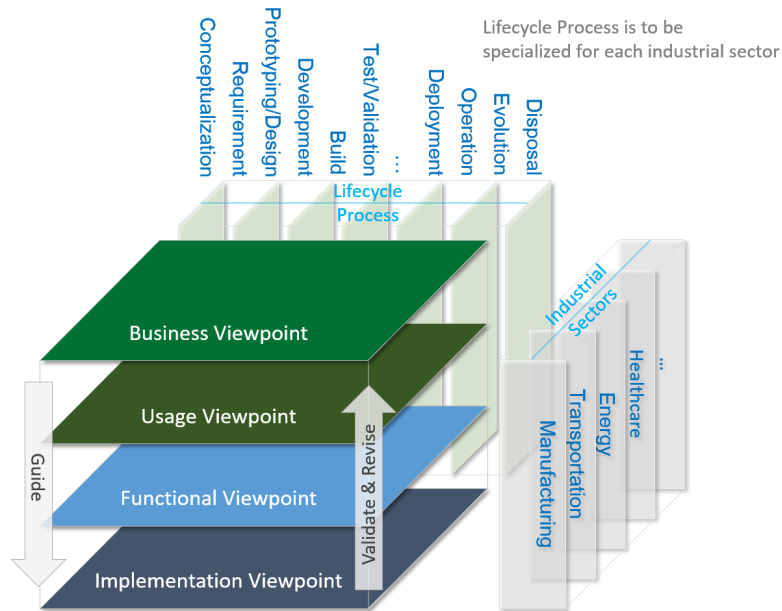 Lifecycle Process is to be
specialized for each industrial sector
Conceptualization
Requirement
Prototyping/Design
Development
Build
Test/Validation
...
Deployment
Operation
Evolution
Disposal
Lifecycle
Process
Industrial
Sectors
Business Viewpoint
Usage Viewpoint
Functional Viewpoint
Implementation Viewpoint
Guide
Validate & Revise
Manufacturing
Transportation
Energy
Healthcare
...